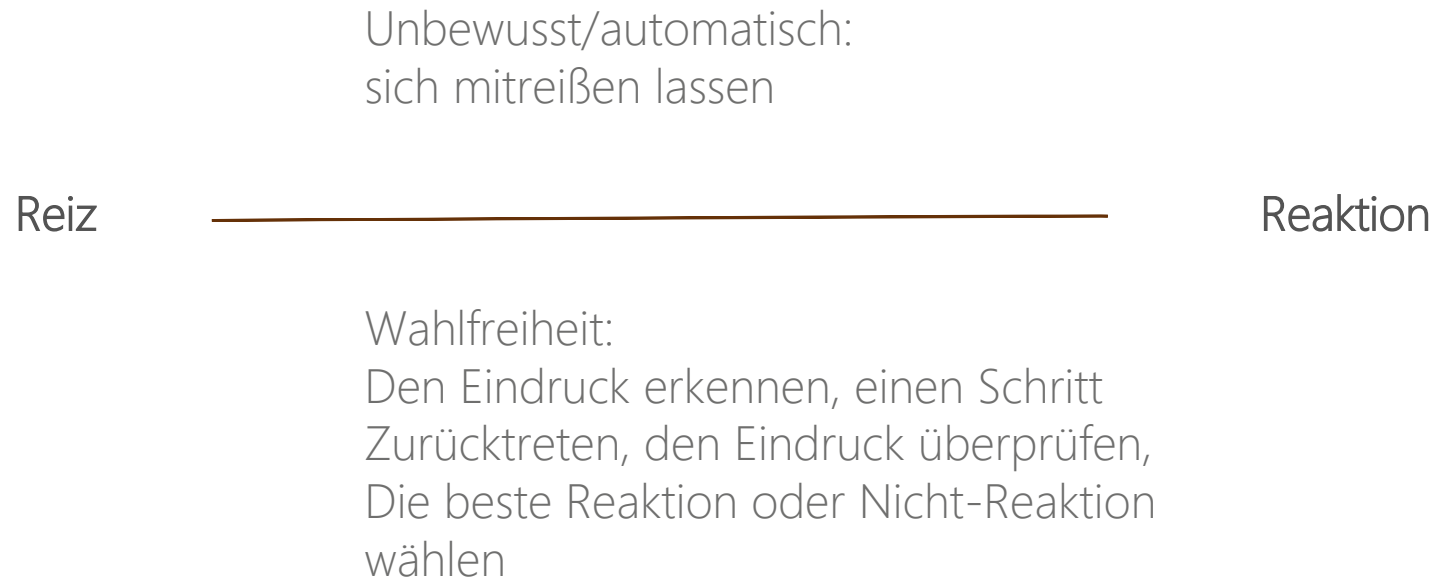 Unbewusst/automatisch:
sich mitreißen lassen
Reiz
Reaktion
Wahlfreiheit:
Den Eindruck erkennen, einen Schritt
Zurücktreten, den Eindruck überprüfen,
Die beste Reaktion oder Nicht-Reaktion
wählen